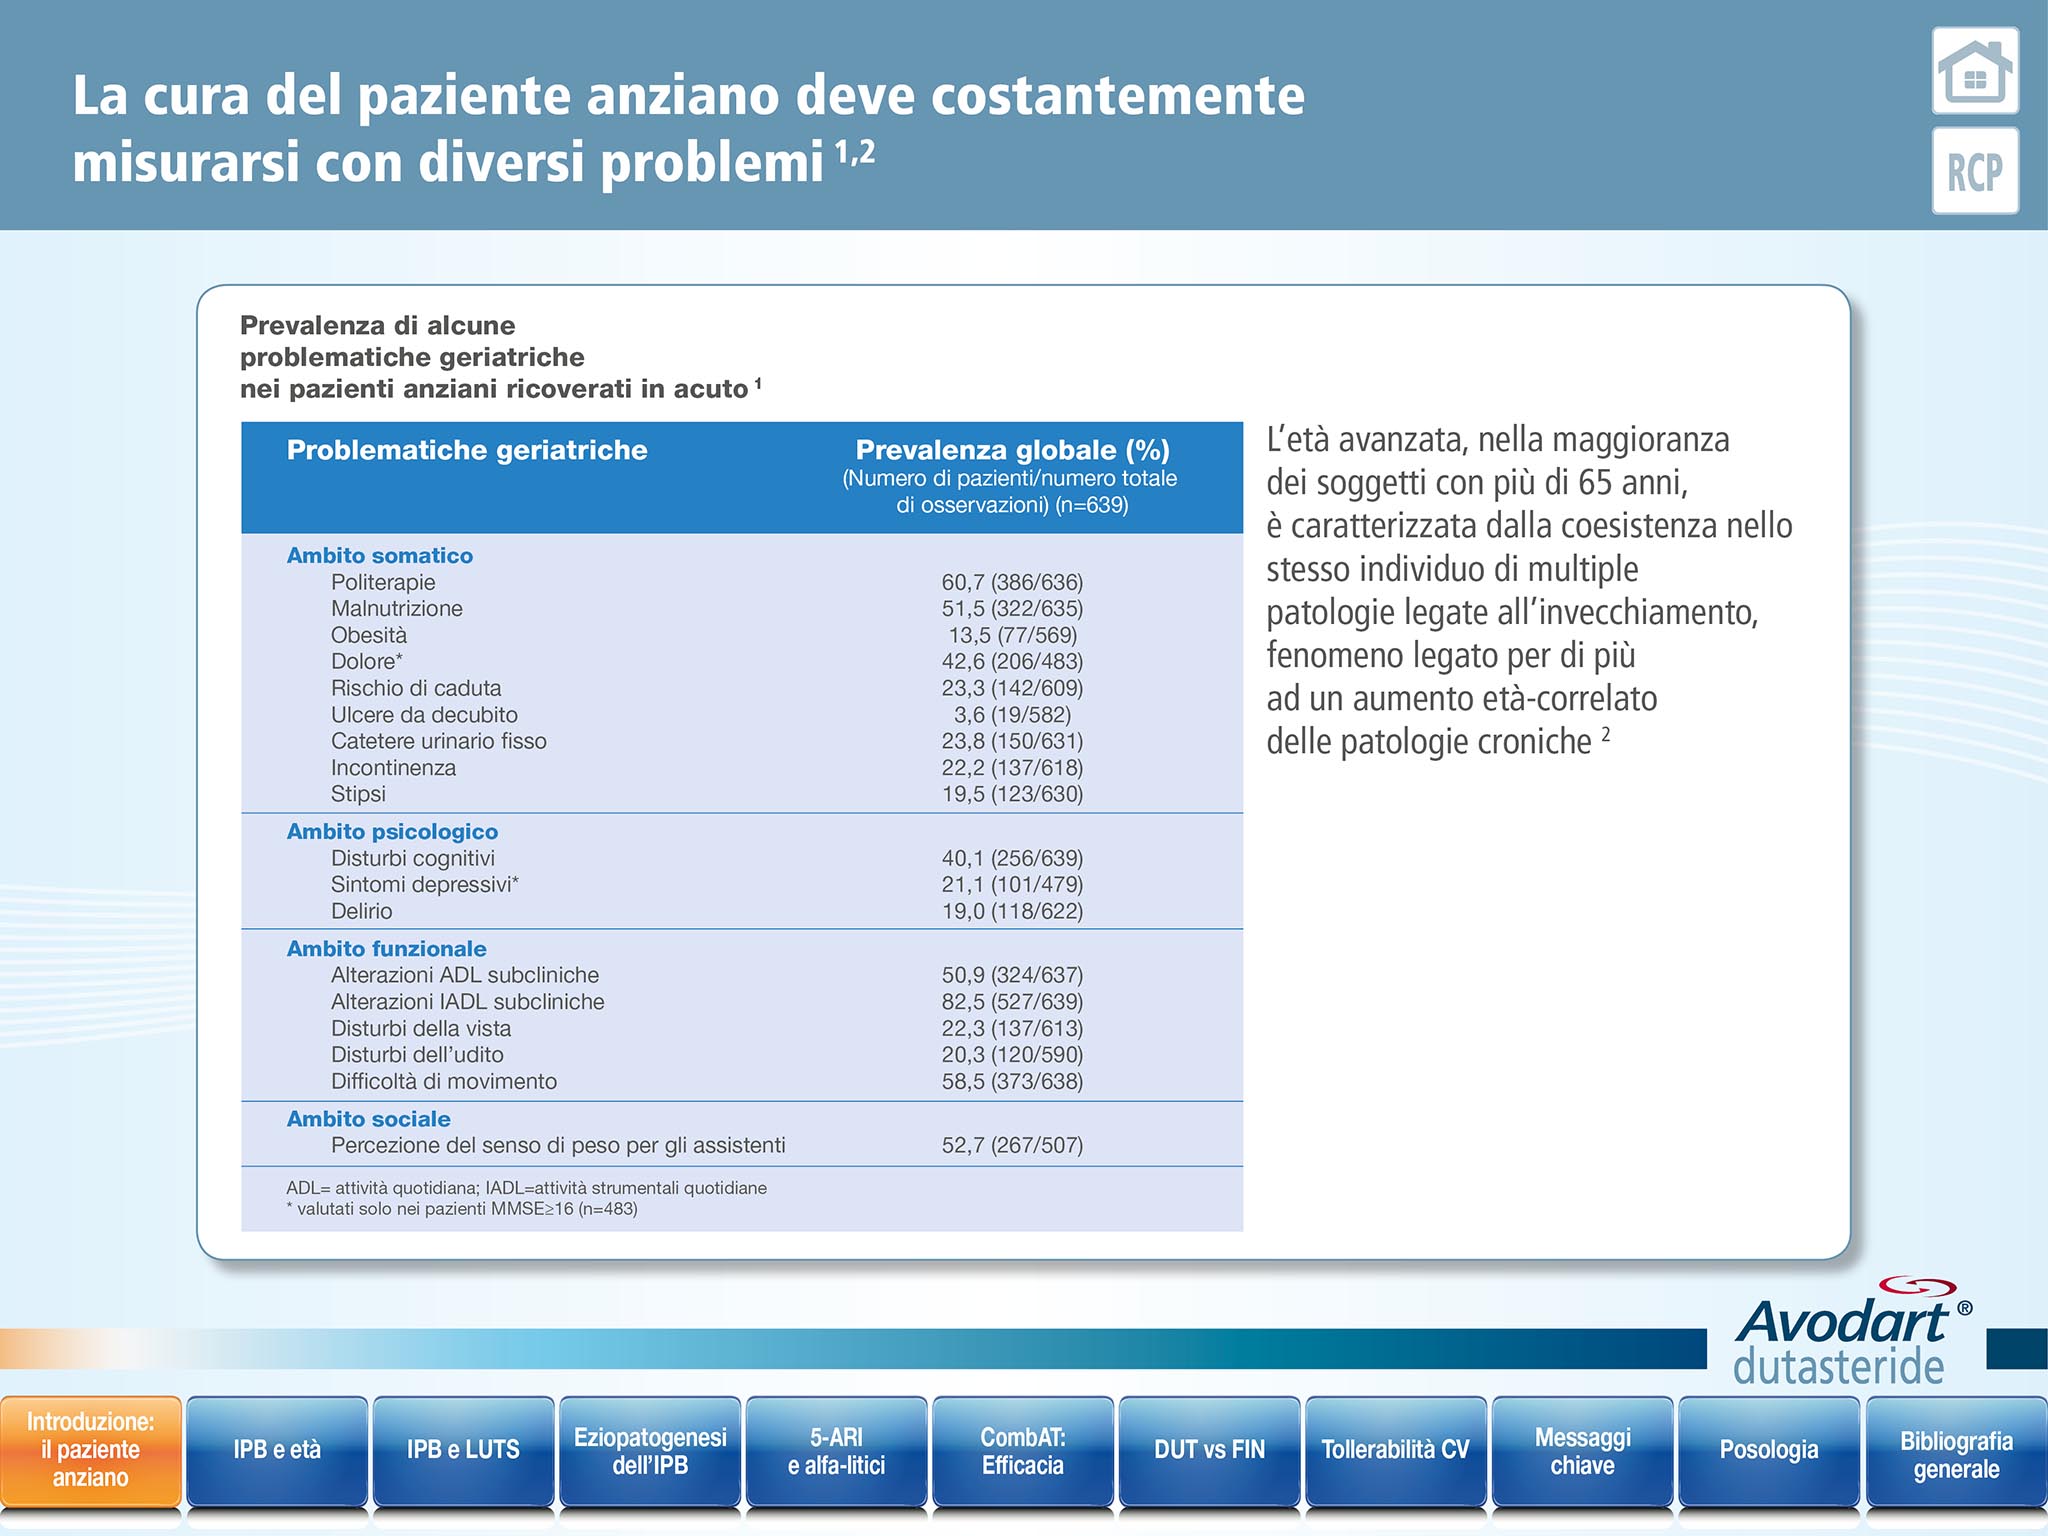 La cura del paziente anziano deve costantemente
misurarsi con diversi problemi 1,2
RCP
Prevalenza di alcune
problematiche geriatriche
nei pazienti anziani ricoverati in acuto 1
Problematiche geriatriche Prevalenza globale (%)
(Numero di pazienti/numero totale
di osservazioni) (n=639)
Ambito somatico
Politerapie 60,7 (386/636)
Malnutrizione 51,5 (322/635)
Obesità 13,5 (77/569)
Dolore* 42,6 (206/483)
Rischio di caduta 23,3 (142/609)
Ulcere da decubito 3,6 (19/582)
Catetere urinario fisso 23,8 (150/631)
Incontinenza 22,2 (137/618)
Stipsi 19,5 (123/630)
Ambito psicologico
Disturbi cognitivi 40,1 (256/639)
Sintomi depressivi* 21,1 (101/479)
Delirio 19,0 (118/622)
Ambito funzionale
Alterazioni ADL subcliniche 50,9 (324/637)
Alterazioni IADL subcliniche 82,5 (527/639)
Disturbi della vista 22,3 (137/613)
Disturbi dell'udito 20,3 (120/590)
Difficoltà di movimento 58,5 (373/638)
Ambito sociale
Percezione del senso di peso per gli assistenti 52,7 (267/507)
ADL= attività quotidiana; IADL=attività strumentali quotidiane
* valutati solo nei pazienti MMSE≥16 (n=483)
L'età avanzata, nella maggioranza
dei soggetti con più di 65 anni,
è caratterizzata dalla coesistenza nello
stesso individuo di multiple
patologie legate all'invecchiamento,
fenomeno legato per di più
ad un aumento età-correlato
delle patologie croniche 2
Avodart®
dutasteride
Introduzione:
il paziente
anziano
IPB e età
IPB e LUTS
Eziopatogenesi
dell'IPB
5-ARI
e alfa-litici
CombAT:
Efficacia
DUT vs FIN
Tollerabilità CV
Messaggi
chiave
Posologia
Bibliografia
generale